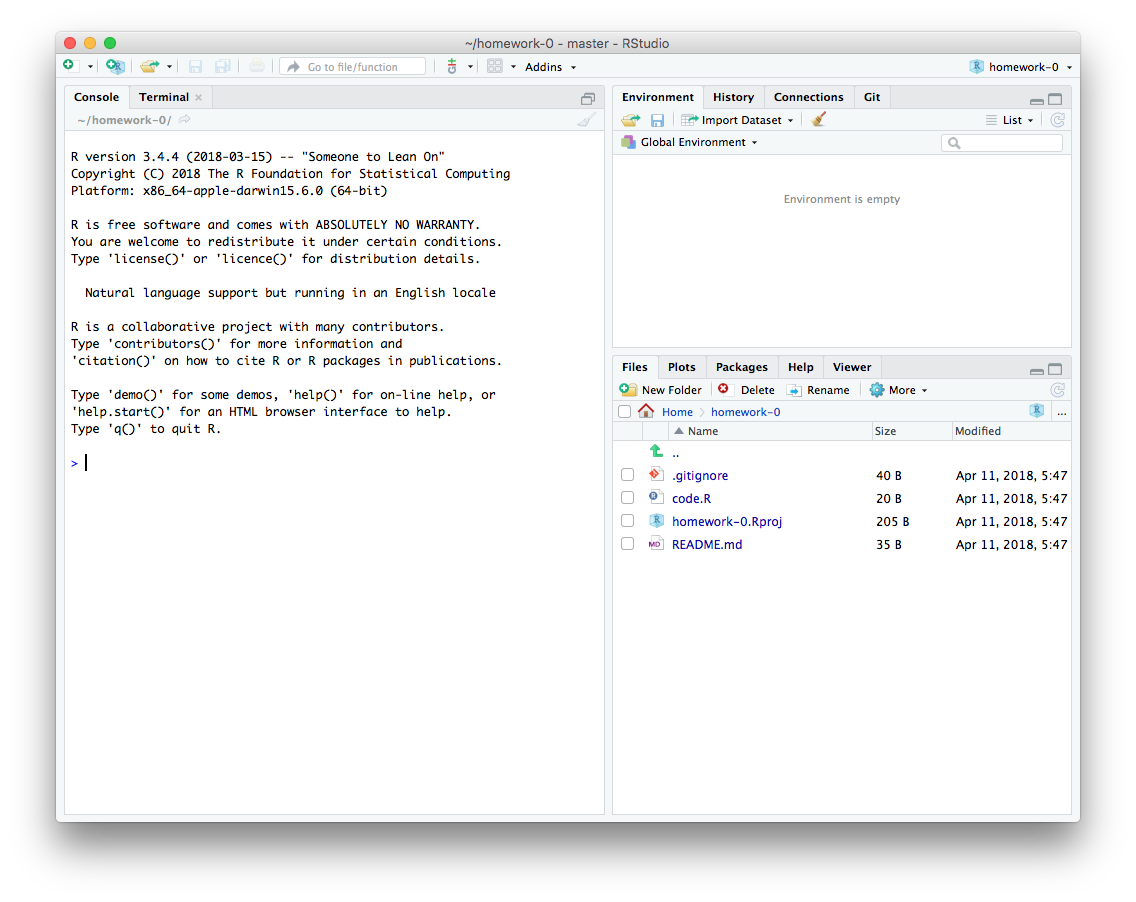 ~/homework-0 - master - RStudio
Go to file/function
Addins
homework-0
Console
Terminal
~/homework-0/
R version 3.4.4 (2018-03-15) -- "Someone to Lean On"
Copyright (C) 2018 The R Foundation for Statistical Computing
Platform: x86_64-apple-darwin15.6.0 (64-bit)
R is free software and comes with ABSOLUTELY NO WARRANTY.
You are welcome to redistribute it under certain conditions.
Type 'license()' or 'licence()' for distribution details.
Natural language support but running in an English locale
R is a collaborative project with many contributors.
Type 'contributors()' for more information and
'citation()' on how to cite R or R packages in publications.
Type 'demo()' for some demos, 'help()' for on-line help, or
'help.start()' for an HTML browser interface to help.
Type 'q()' to quit R.
>
Environment History Connections Git
Import Dataset List
Global Environment
Environment is empty
Files Plots Packages Help Viewer
New Folder Delete Rename More
Home homework-0 ...
Name Size Modified
..
.gitignore 40 B Apr 11, 2018, 5:47
code.R 20 B Apr 11, 2018, 5:47
homework-0.Rproj 205 B Apr 11, 2018, 5:47
README.md 35 B Apr 11, 2018, 5:47